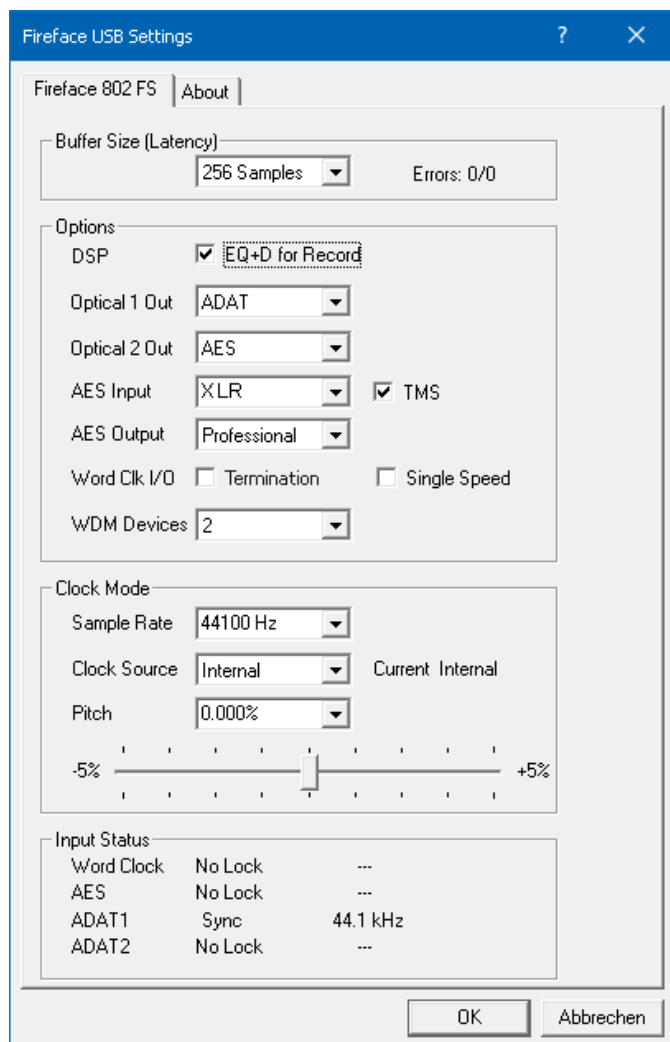 Fireface USB Settings ? ×
Fireface 802 FS About
Buffer Size (Latency)
256 Samples Errors: 0/0
Options
DSP EQ+D for Record
Optical 1 Out ADAT
Optical 2 Out AES
AES Input XLR TMS
AES Output Professional
Word Clk I/O Termination Single Speed
WDM Devices 2
Clock Mode
Sample Rate 44100 Hz
Clock Source Internal Current Internal
Pitch 0.000%
-5% +5%
Input Status
Word Clock No Lock ---
AES No Lock ---
ADAT1 Sync 44.1 kHz
ADAT2 No Lock ---
OK Abbrechen